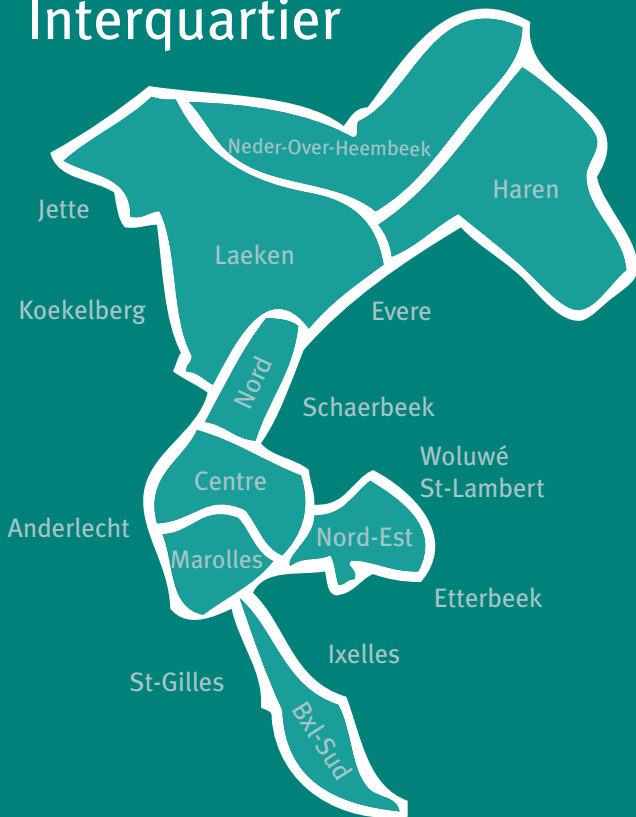 Interquartier
Neder-Over-Heembeek
Haren
Jette
Laeken
Koekelberg
Evere
Nord
Schaerbeek
Woluwé
St-Lambert
Centre
Anderlecht
Nord-Est
Marolles
Etterbeek
Ixelles
St-Gilles
Bxl-Sud